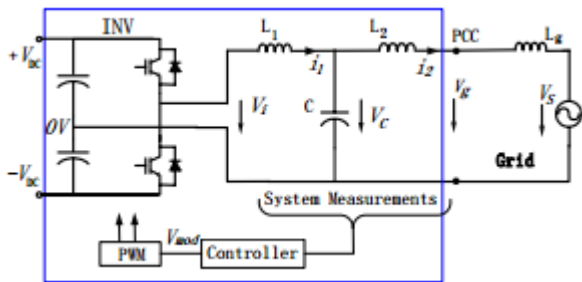 INV
L₁
L₂
PCC
L𝗀
+V_DC
i₁
i₂
V_i
C
V_C
V_g
V_S
0V
Grid
-V_DC
System Measurements
V_mod
PWM
Controller